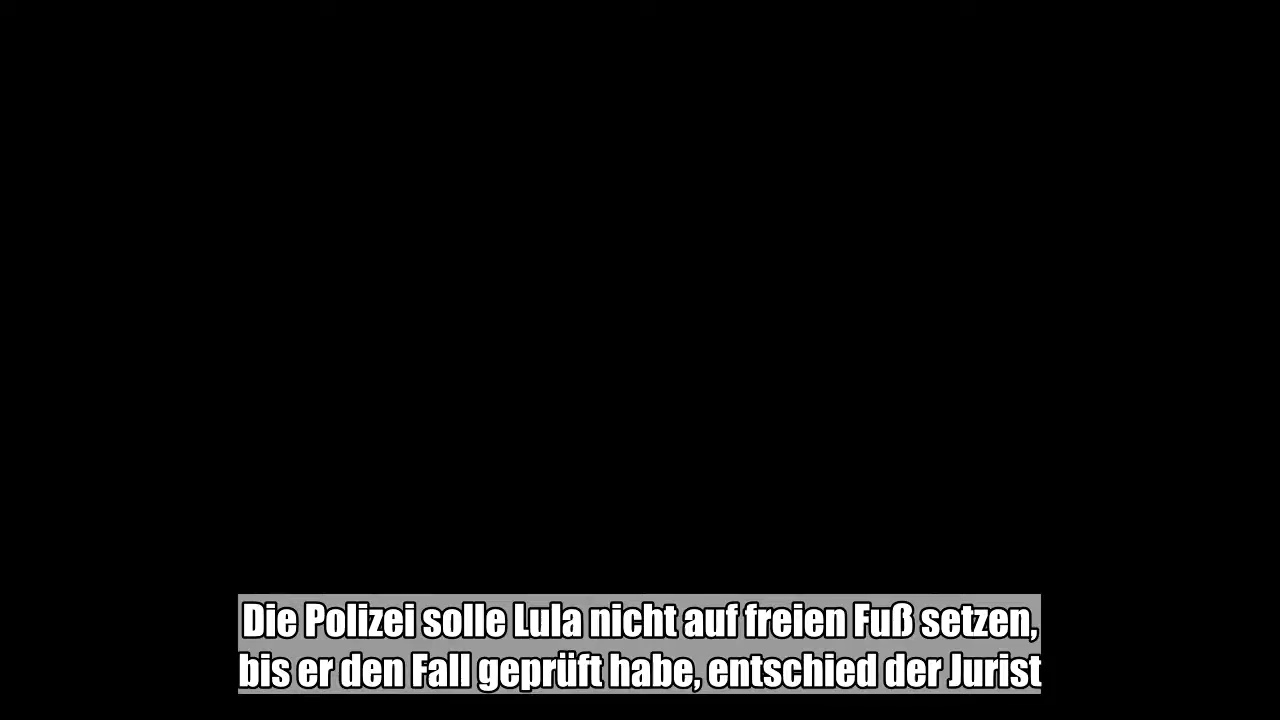 Die Polizei solle Lula nicht auf freien Fuß setzen,
bis er den Fall geprüft habe, entschied der Jurist